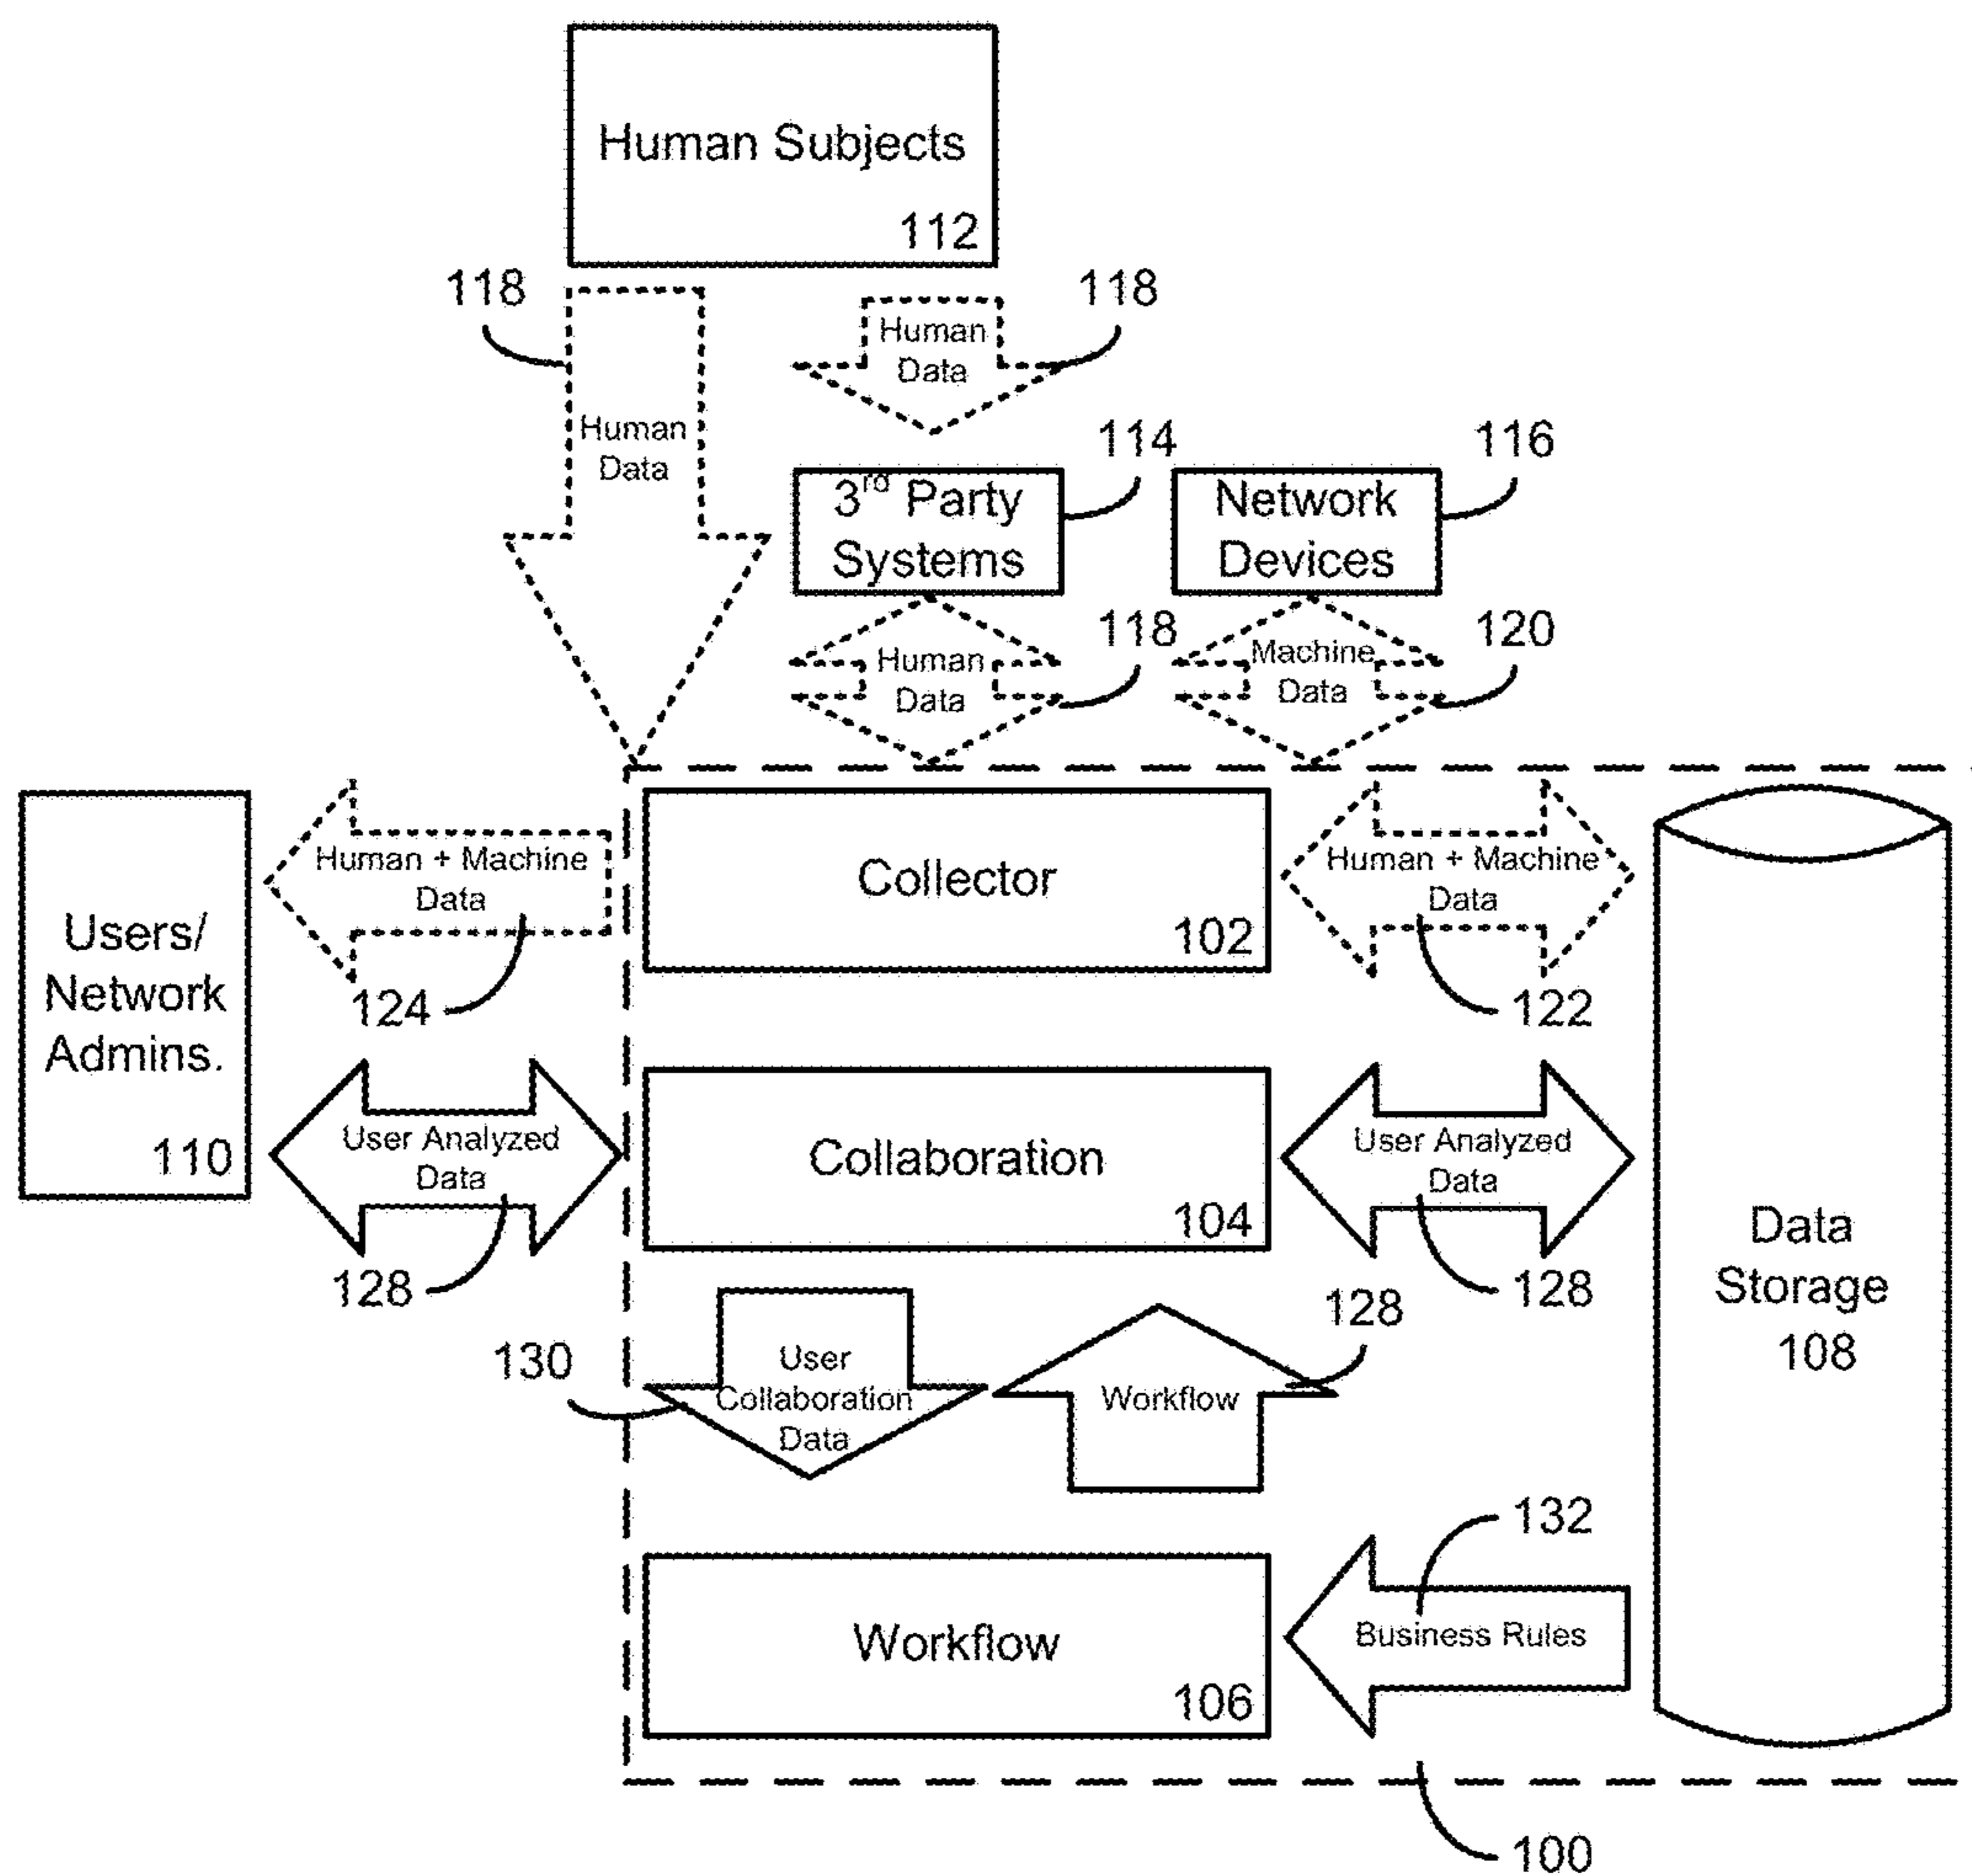 Human Subjects
112
118
118
Human
Data
Human
Data
114
116
3rd Party
Systems
Network
Devices
118
120
Human
Data
Machine
Data
Users/
Network
Admins.
110
Human + Machine
Data
124
Collector
102
Human + Machine
Data
122
User Analyzed
Data
128
Collaboration
104
User Analyzed
Data
128
Data
Storage
108
130
User
Collaboration
Data
Workflow
128
132
Workflow
106
Business Rules
100